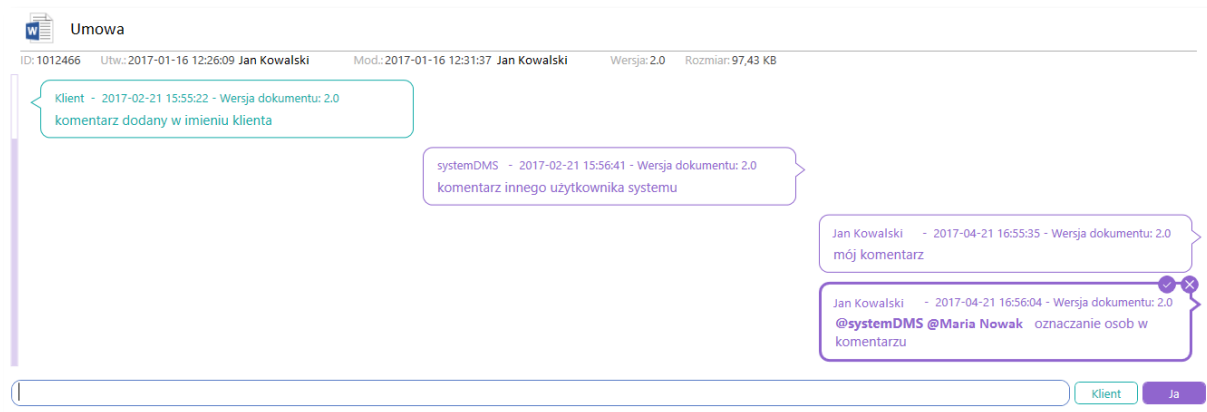 W
Umowa
ID: 1012466 Utw.: 2017-01-16 12:26:09 Jan Kowalski Mod.: 2017-01-16 12:31:37 Jan Kowalski Wersja: 2.0 Rozmiar: 97,43 KB
Klient - 2017-02-21 15:55:22 - Wersja dokumentu: 2.0
komentarz dodany w imieniu klienta
systemDMS - 2017-02-21 15:56:41 - Wersja dokumentu: 2.0
komentarz innego użytkownika systemu
Jan Kowalski - 2017-04-21 16:55:35 - Wersja dokumentu: 2.0
mój komentarz
Jan Kowalski - 2017-04-21 16:56:04 - Wersja dokumentu: 2.0
@systemDMS @Maria Nowak oznaczanie osob w
komentarzu
Klient Ja